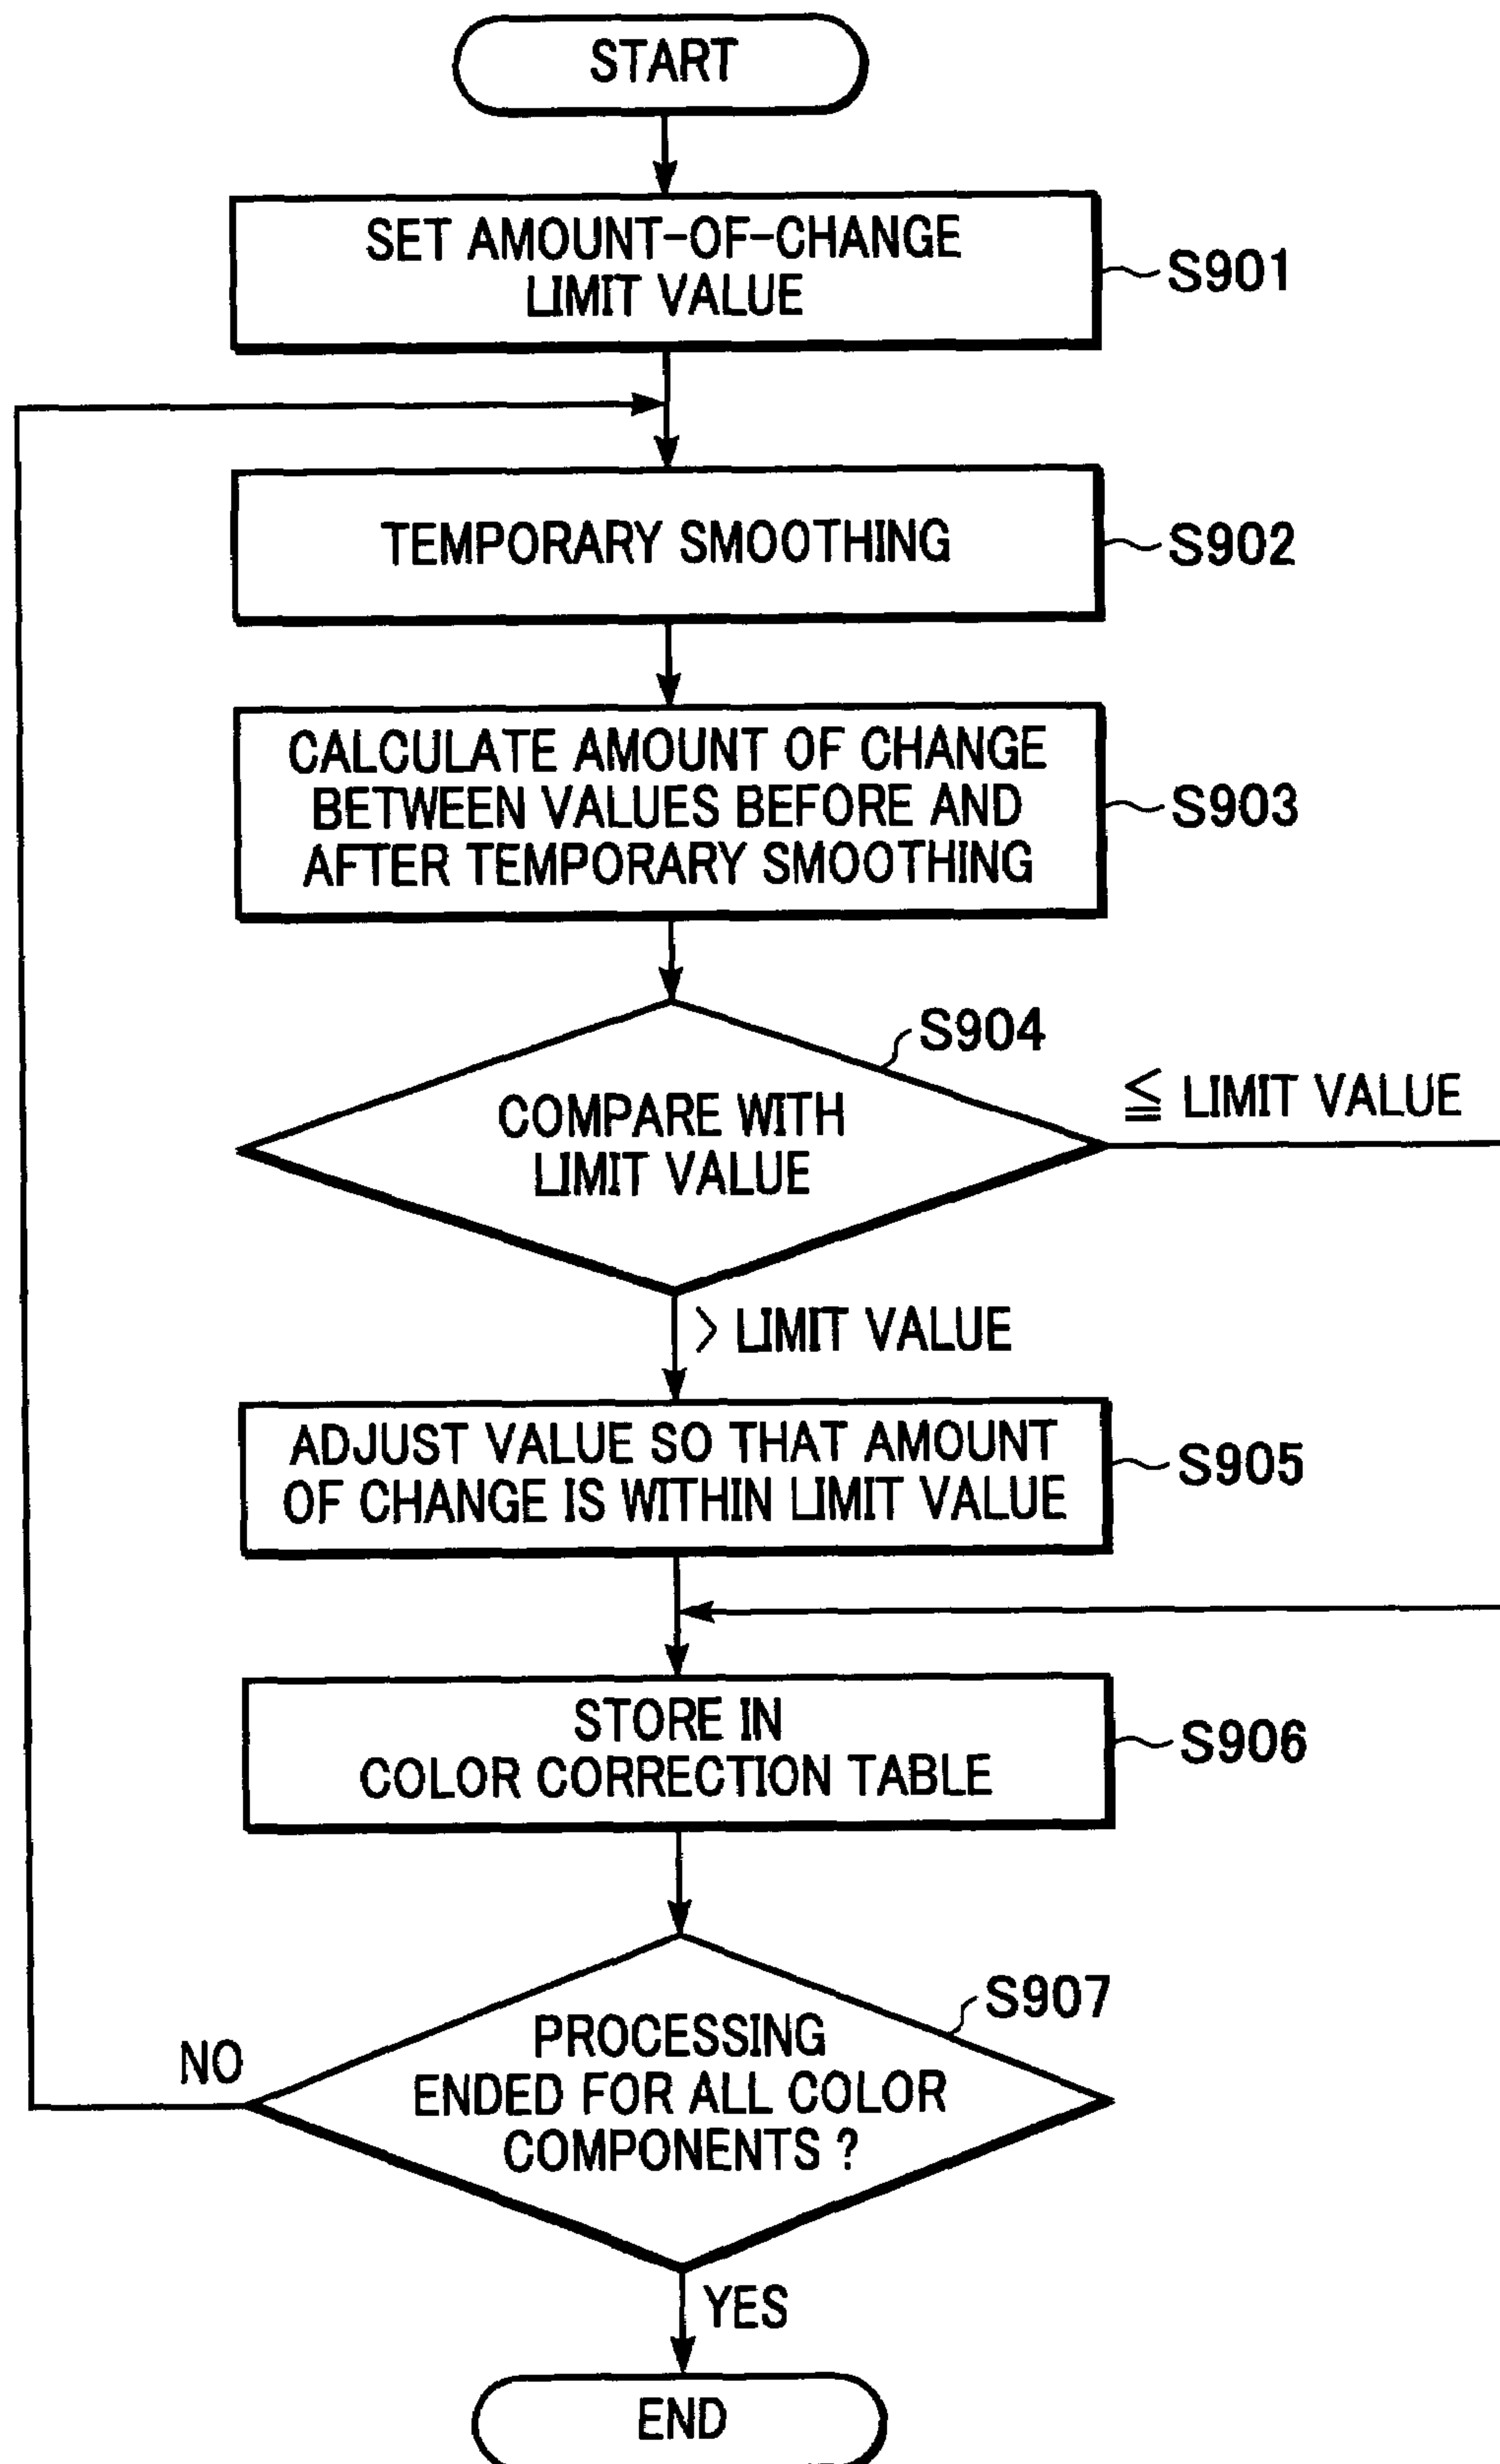 START
SET AMOUNT-OF-CHANGE
LIMIT VALUE
S901
TEMPORARY SMOOTHING
S902
CALCULATE AMOUNT OF CHANGE
BETWEEN VALUES BEFORE AND
AFTER TEMPORARY SMOOTHING
S903
S904
COMPARE WITH
LIMIT VALUE
≦ LIMIT VALUE
> LIMIT VALUE
ADJUST VALUE SO THAT AMOUNT
OF CHANGE IS WITHIN LIMIT VALUE
S905
STORE IN
COLOR CORRECTION TABLE
S906
S907
PROCESSING
ENDED FOR ALL COLOR
COMPONENTS ?
NO
YES
END